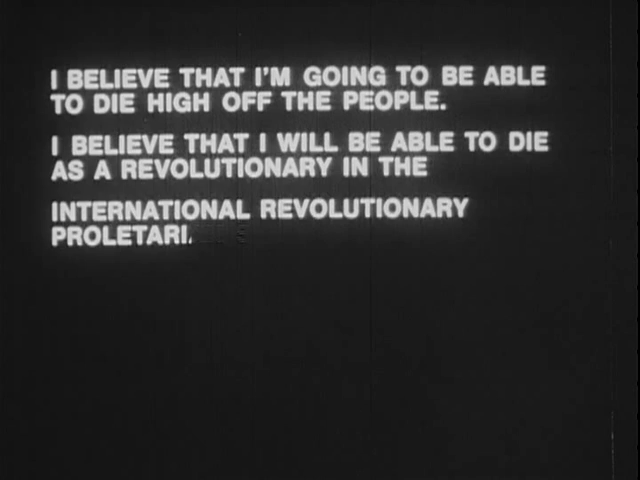 I BELIEVE THAT I'M GOING TO BE ABLE
TO DIE HIGH OFF THE PEOPLE.
I BELIEVE THAT I WILL BE ABLE TO DIE
AS A REVOLUTIONARY IN THE
INTERNATIONAL REVOLUTIONARY
PROLETARI